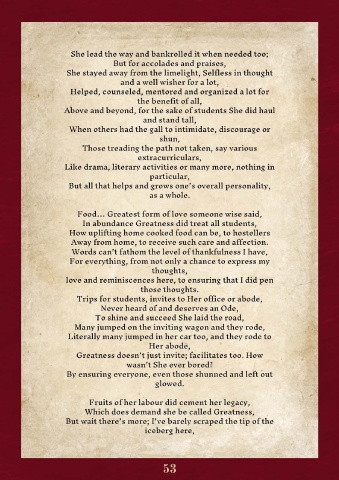 She lead the way and bankrolled it when needed too;
But for accolades and praises,
She stayed away from the limelight, Selfless in thought
and a well wisher for a lot,
Helped, counseled, mentored and organized a lot for
the benefit of all,
Above and beyond, for the sake of students She did haul
and stand tall,
When others had the gall to intimidate, discourage or
shun,
Those treading the path not taken, say various
extracurriculars,
Like drama, literary activities or many more, nothing in
particular,
But all that helps and grows one's overall personality,
as a whole.
Food... Greatest form of love someone wise said,
In abundance Greatness did treat all students,
How uplifting home cooked food can be, to hostellers
Away from home, to receive such care and affection.
Words can't fathom the level of thankfulness I have,
For everything, from not only a chance to express my
thoughts,
love and reminiscences here, to ensuring that I did pen
those thoughts.
Trips for students, invites to Her office or abode,
Never heard of and deserves an Ode,
To shine and succeed She laid the road,
Many jumped on the inviting wagon and they rode,
Literally many jumped in her car too, and they rode to
Her abode,
Greatness doesn't just invite; facilitates too. How
wasn't She ever bored?
By ensuring everyone, even those shunned and left out
glowed.
Fruits of her labour did cement her legacy,
Which does demand she be called Greatness,
But wait there's more; I've barely scraped the tip of the
iceberg here,
53